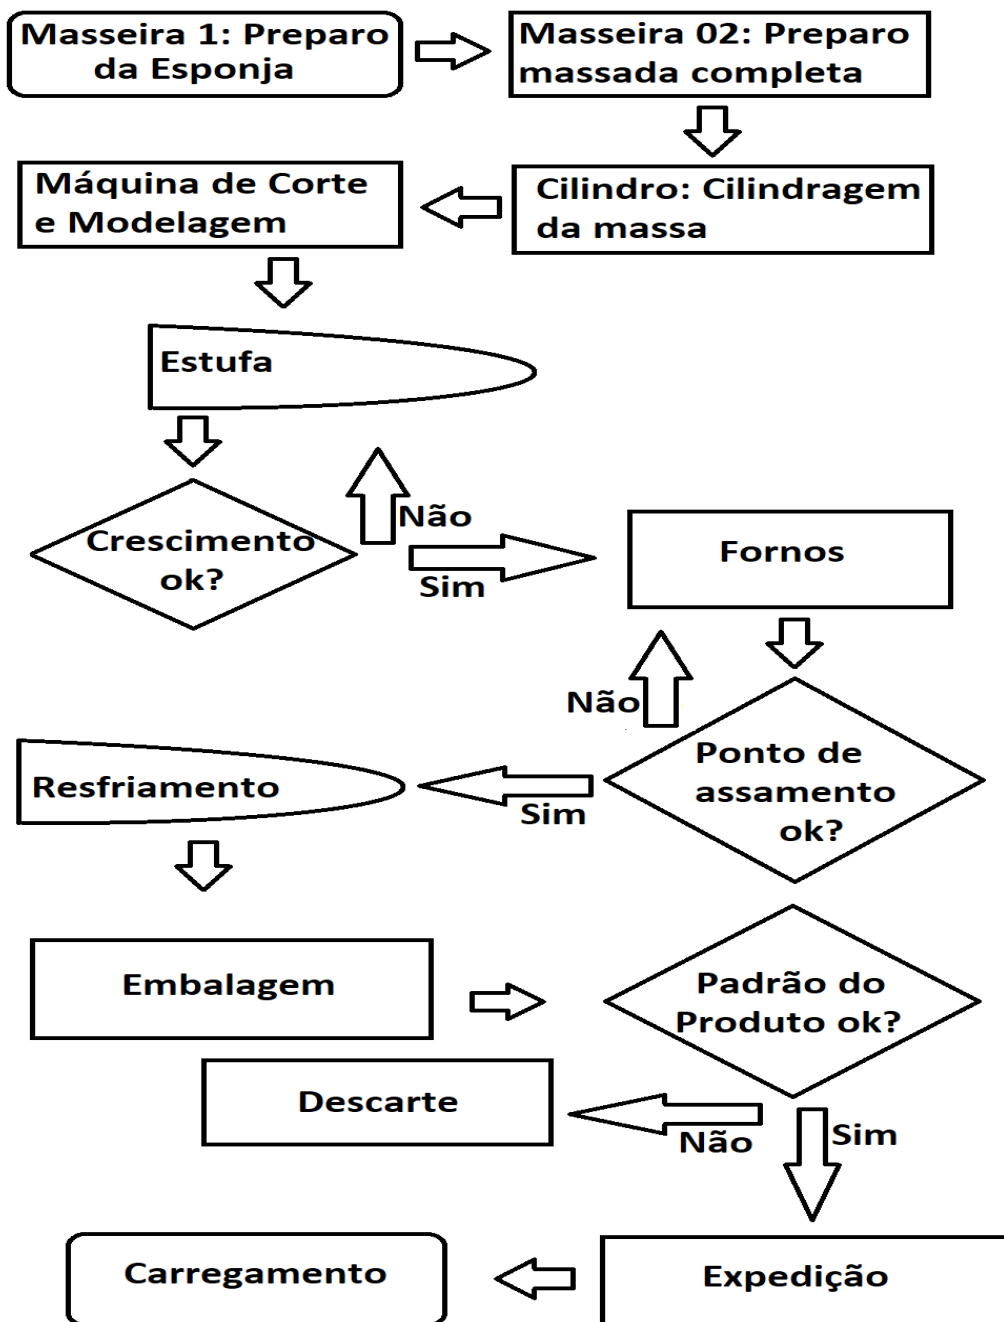 Masseira 1: Preparo
da Esponja
Masseira 02: Preparo
massada completa
Cilindro: Cilindragem
da massa
Máquina de Corte
e Modelagem
Estufa
Crescimento
ok?
Não
Sim
Fornos
Ponto de
assamento
ok?
Não
Sim
Resfriamento
Embalagem
Padrão do
Produto ok?
Não
Descarte
Sim
Expedição
Carregamento